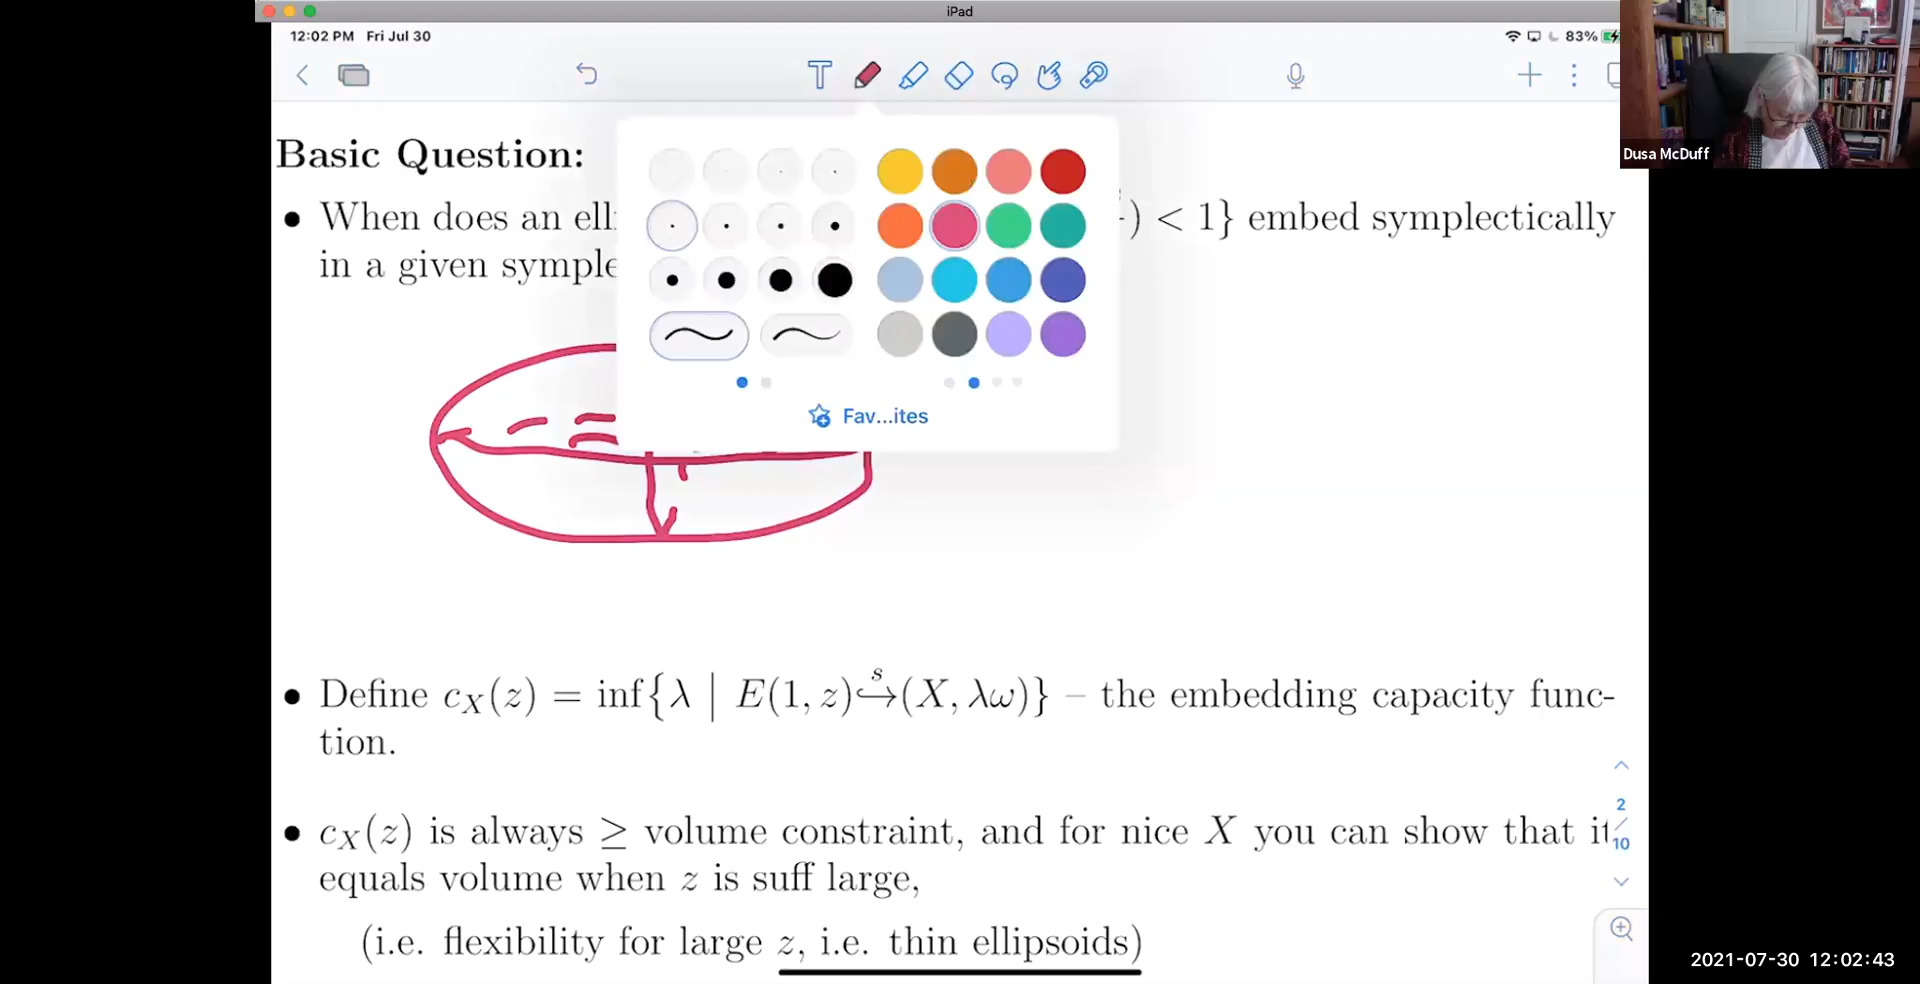 iPad
12:02 PM Fri Jul 30
83%
Dusa McDuff
Basic Question:
• When does an elli ) < 1} embed symplectically
in a given symple
Fav...ites
• Define c_X(z) = inf{λ | E(1, z) ↪^s (X, λω)} – the embedding capacity func-
tion.
• c_X(z) is always ≥ volume constraint, and for nice X you can show that it
equals volume when z is suff large,
(i.e. flexibility for large z, i.e. thin ellipsoids)
2
/
10
2021-07-30 12:02:43